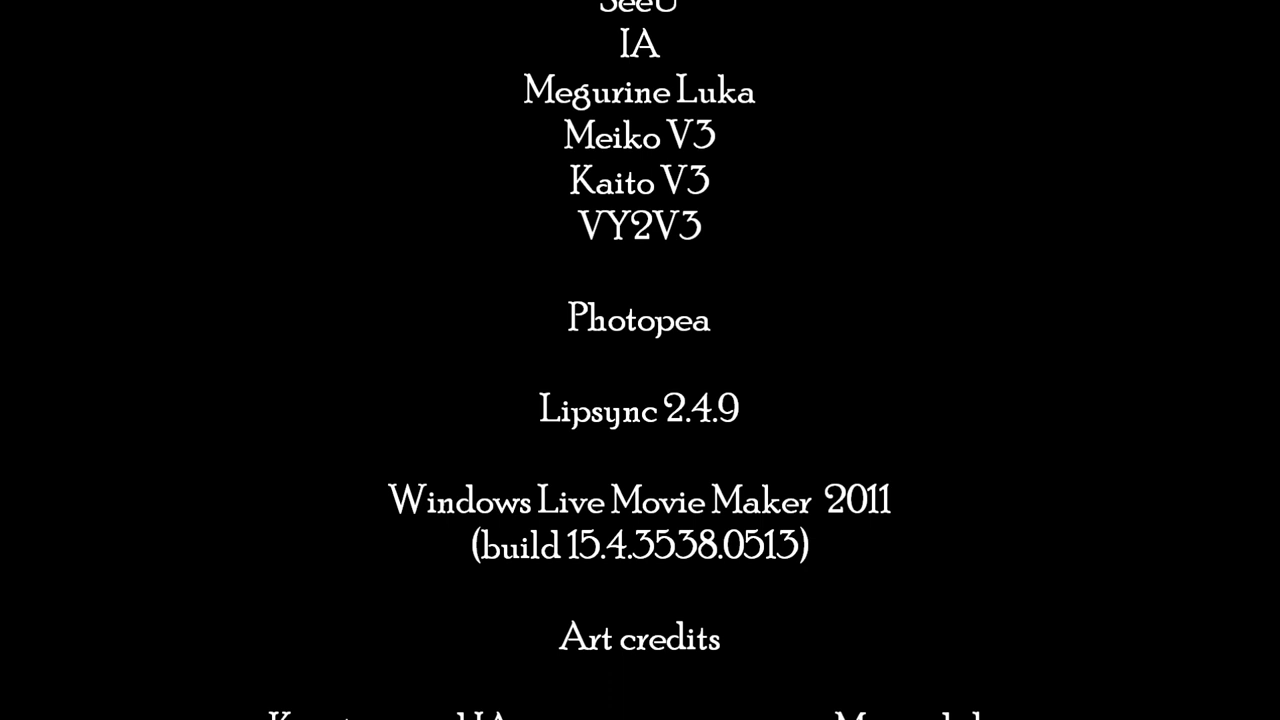 SeeU
IA
Megurine Luka
Meiko V3
Kaito V3
VY2V3
Photopea
Lipsync 2.4.9
Windows Live Movie Maker 2011
(build 15.4.3538.0513)
Art credits